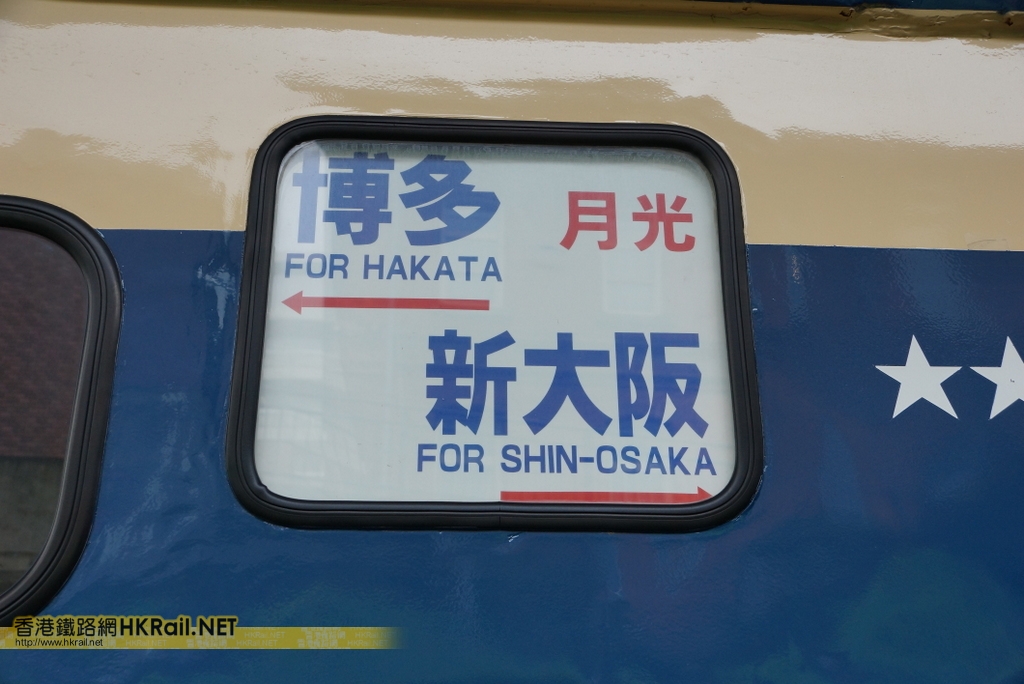 博多
月光
FOR HAKATA
新大阪
FOR SHIN-OSAKA
香港鐵路網HKRail.NET
http://www.hkrail.net